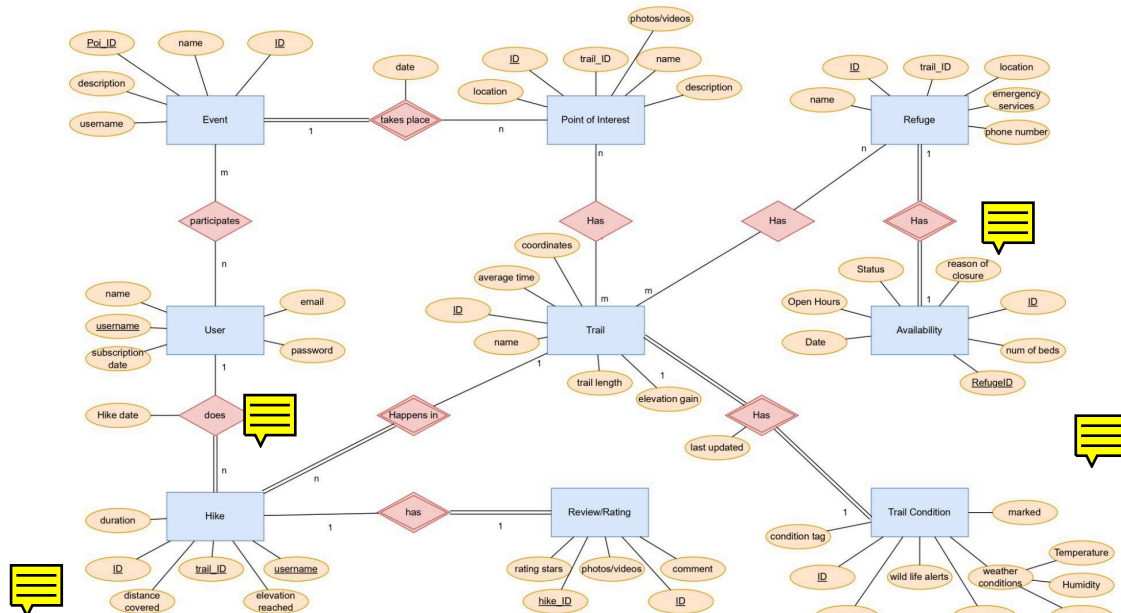 photos/videos
Poi_ID
name
ID
date
ID
trail_ID
name
location
description
description
username
Event
1
takes place
n
Point of Interest
ID
trail_ID
location
name
emergency
services
phone number
Refuge
m
n
n
1
participates
Has
Has
Has
n
m
m
1
coordinates
average time
ID
name
Trail
trail length
elevation gain
1
1
name
username
subscription
date
User
email
password
1
Status
reason of
closure
Open Hours
Date
Availability
ID
num of beds
RefugeID
Hike date
does
Happens in
Has
last updated
n
n
1
duration
Hike
1
has
1
Review/Rating
Trail Condition
marked
condition tag
ID
trail_ID
username
distance
covered
elevation
reached
rating stars
photos/videos
comment
hike_ID
ID
ID
wild life alerts
weather
conditions
Temperature
Humidity